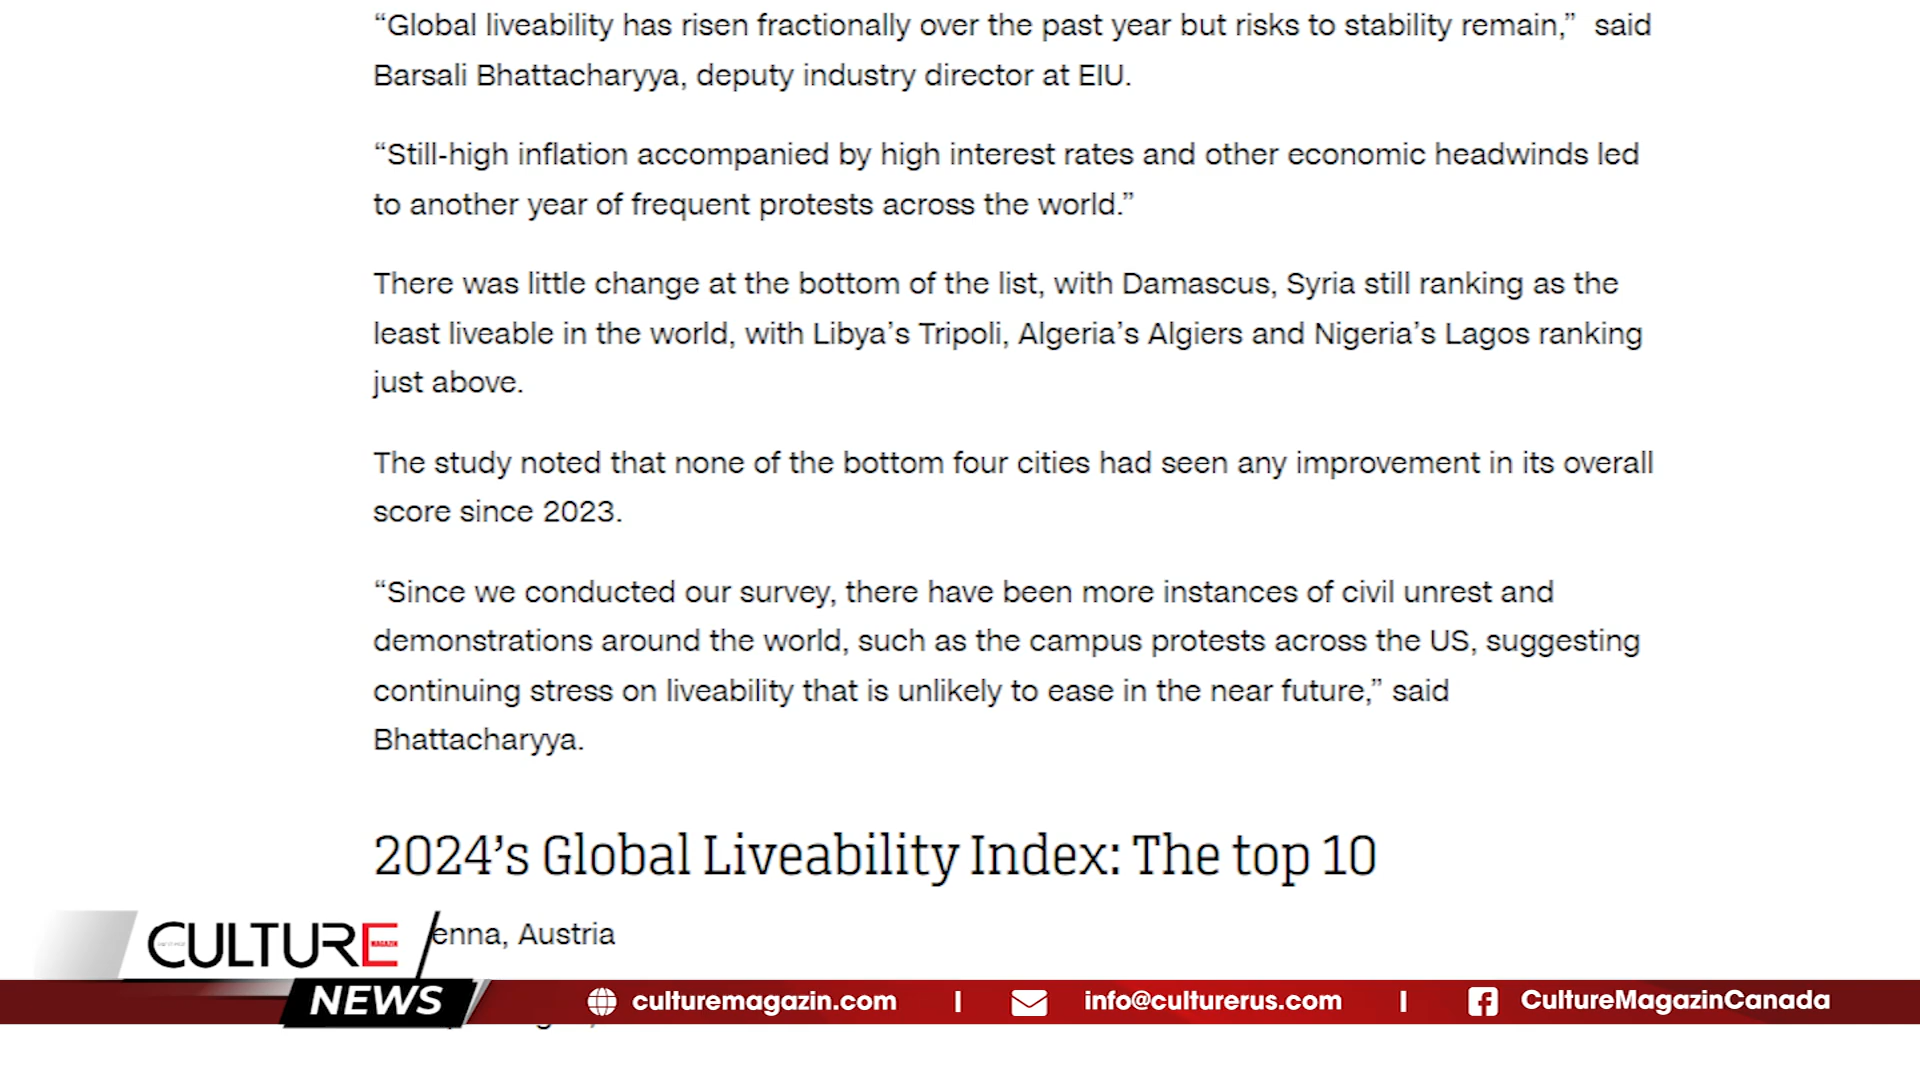 “Global liveability has risen fractionally over the past year but risks to stability remain,” said
Barsali Bhattacharyya, deputy industry director at EIU.
“Still-high inflation accompanied by high interest rates and other economic headwinds led
to another year of frequent protests across the world.”
There was little change at the bottom of the list, with Damascus, Syria still ranking as the
least liveable in the world, with Libya’s Tripoli, Algeria’s Algiers and Nigeria’s Lagos ranking
just above.
The study noted that none of the bottom four cities had seen any improvement in its overall
score since 2023.
“Since we conducted our survey, there have been more instances of civil unrest and
demonstrations around the world, such as the campus protests across the US, suggesting
continuing stress on liveability that is unlikely to ease in the near future,” said
Bhattacharyya.
2024’s Global Liveability Index: The top 10
enna, Austria
CULTURE
MAGAZIN
NEWS
culturemagazin.com | info@culturerus.com | CultureMagazinCanada